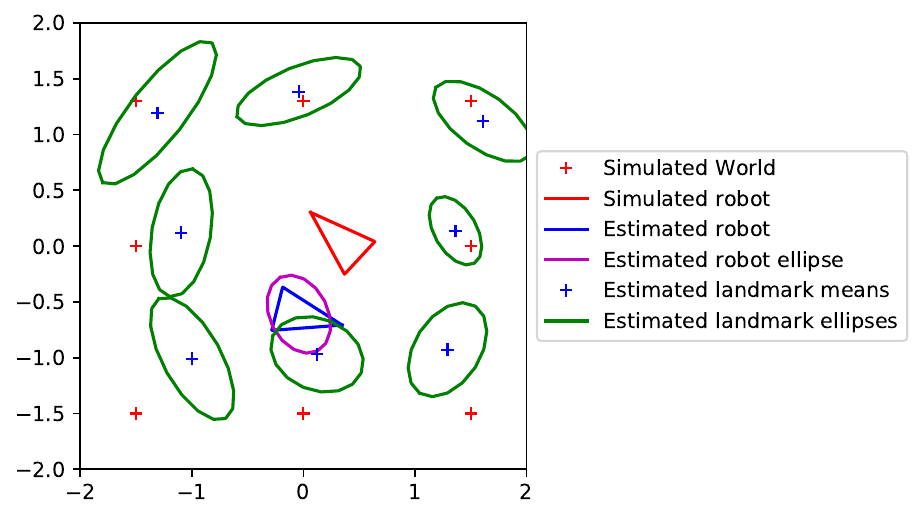 2.0
1.5
1.0
0.5
0.0
−0.5
−1.0
−1.5
−2.0
−2 −1 0 1 2
Simulated World
Simulated robot
Estimated robot
Estimated robot ellipse
Estimated landmark means
Estimated landmark ellipses